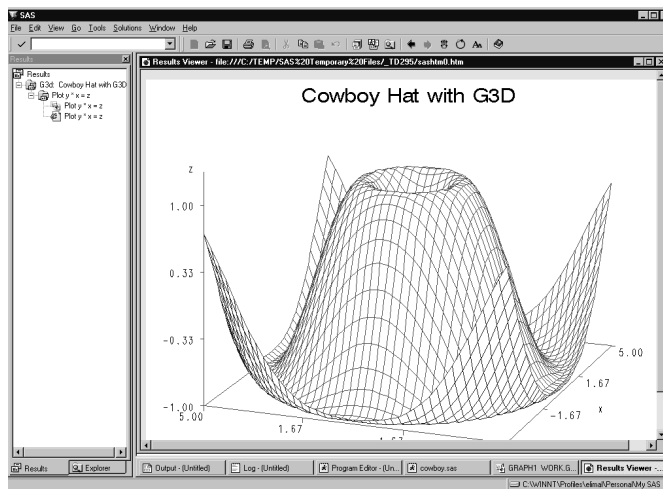 SAS
File Edit View Go Tools Solutions Window Help
Results
Results
G3d: Cowboy Hat with G3D
Plot y * x = z
Plot y * x = z
Plot y * x = z
Results Viewer - file:///C:/TEMP/SAS%20Temporary%20Files/_TD295/sashtm0.htm
Cowboy Hat with G3D
z
1.00
0.33
-0.33
-1.00
5.00
1.67
5.00
1.67
-1.67
x
Results
Explorer
Output - (Untitled)
Log - (Untitled)
Program Editor - (Un...
cowboy.sas
GRAPH1 WORK.G...
Results Viewer -...
C:\WINNT\Profiles\elimal\Personal\My SAS